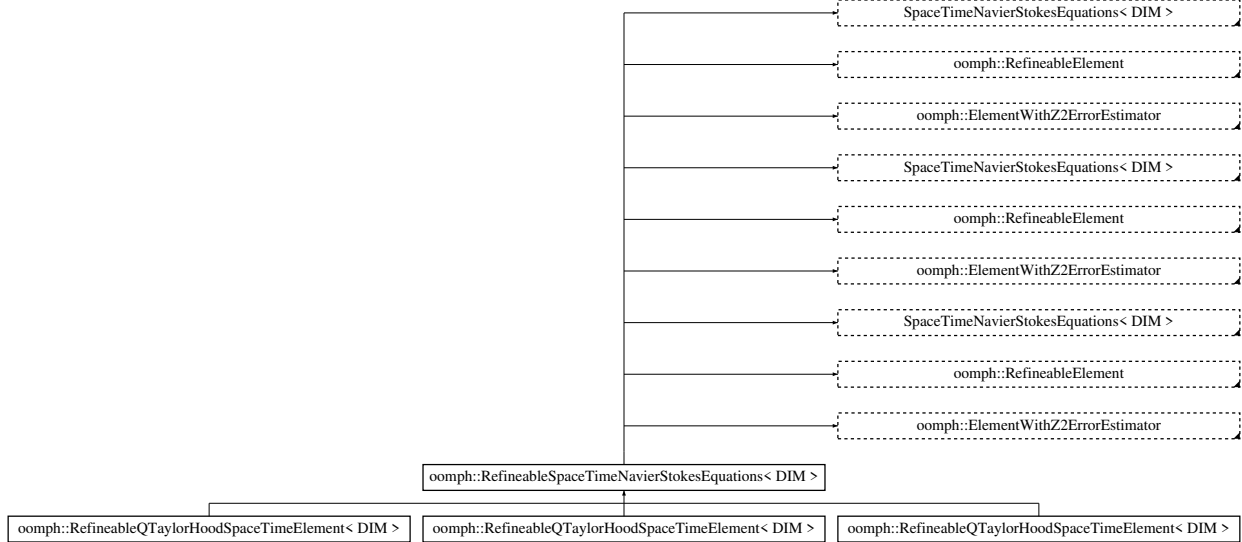 SpaceTimeNavierStokesEquations< DIM >
oomph::RefineableElement
oomph::ElementWithZ2ErrorEstimator
SpaceTimeNavierStokesEquations< DIM >
oomph::RefineableElement
oomph::ElementWithZ2ErrorEstimator
SpaceTimeNavierStokesEquations< DIM >
oomph::RefineableElement
oomph::ElementWithZ2ErrorEstimator
oomph::RefineableSpaceTimeNavierStokesEquations< DIM >
oomph::RefineableQTaylorHoodSpaceTimeElement< DIM >
oomph::RefineableQTaylorHoodSpaceTimeElement< DIM >
oomph::RefineableQTaylorHoodSpaceTimeElement< DIM >